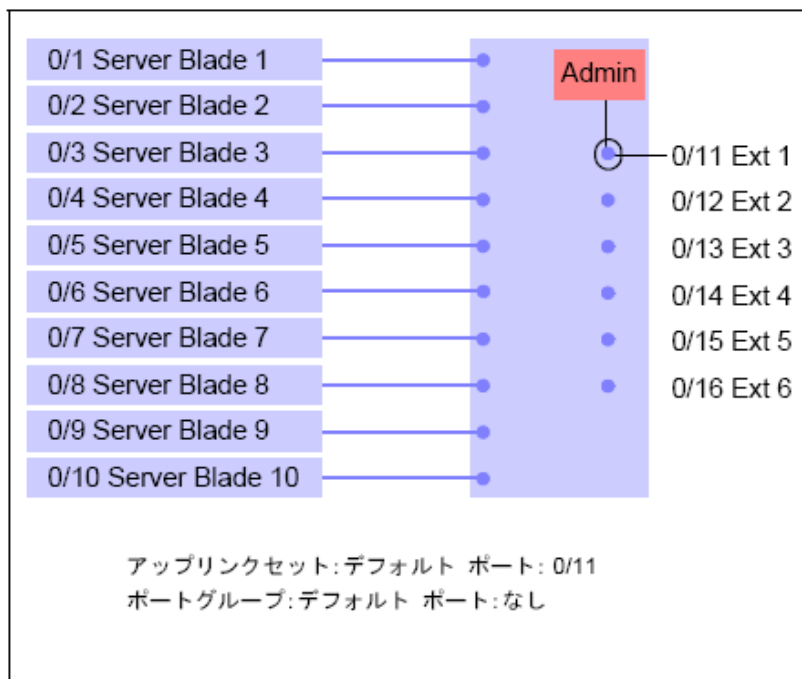 0/1 Server Blade 1
0/2 Server Blade 2
0/3 Server Blade 3
0/4 Server Blade 4
0/5 Server Blade 5
0/6 Server Blade 6
0/7 Server Blade 7
0/8 Server Blade 8
0/9 Server Blade 9
0/10 Server Blade 10
Admin
0/11 Ext 1
0/12 Ext 2
0/13 Ext 3
0/14 Ext 4
0/15 Ext 5
0/16 Ext 6
アップリンクセット:デフォルト ポート: 0/11
ポートグループ:デフォルト ポート:なし